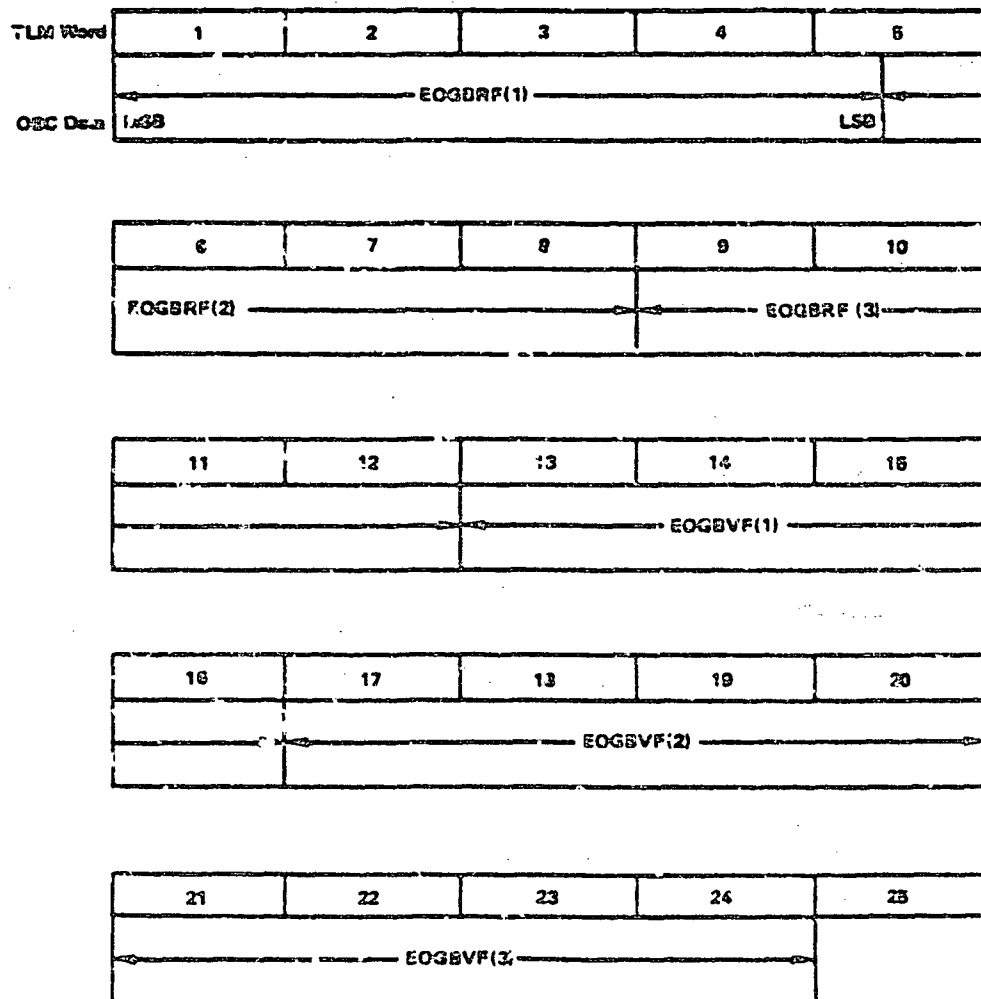 TLM Word 1 2 3 4 5
EOGBRF(1)
OBC Data MSB LSB
6 7 8 9 10
EOGBRF(2) EOGBRF (3)
11 12 13 14 15
EOGBVF(1)
16 17 18 19 20
EOGBVF(2)
21 22 23 24 25
EOGBVF(3)